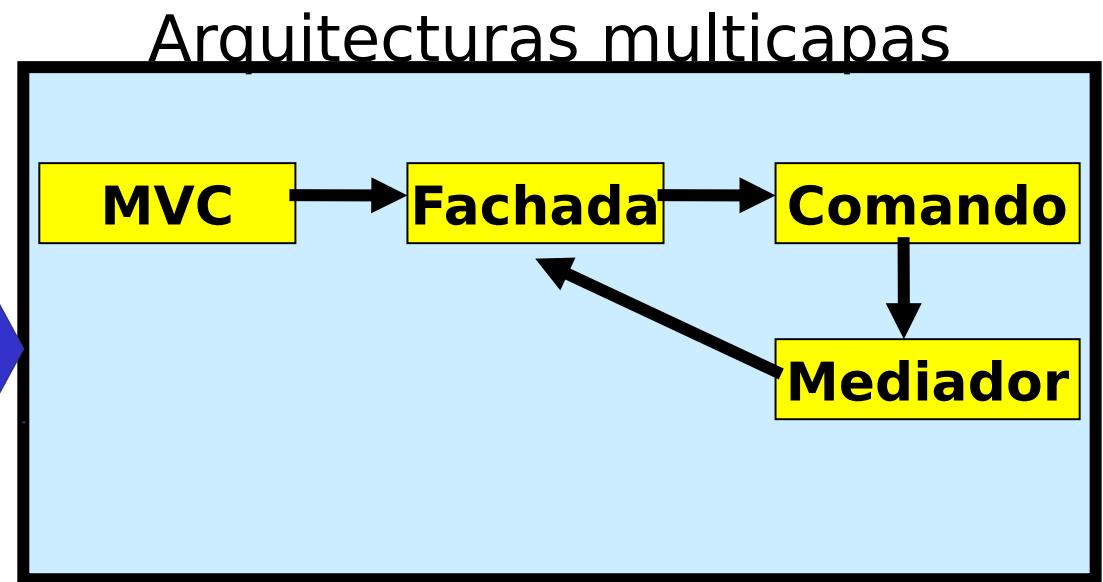 Arquitecturas multicapas
MVC
Fachada
Comando
Mediador